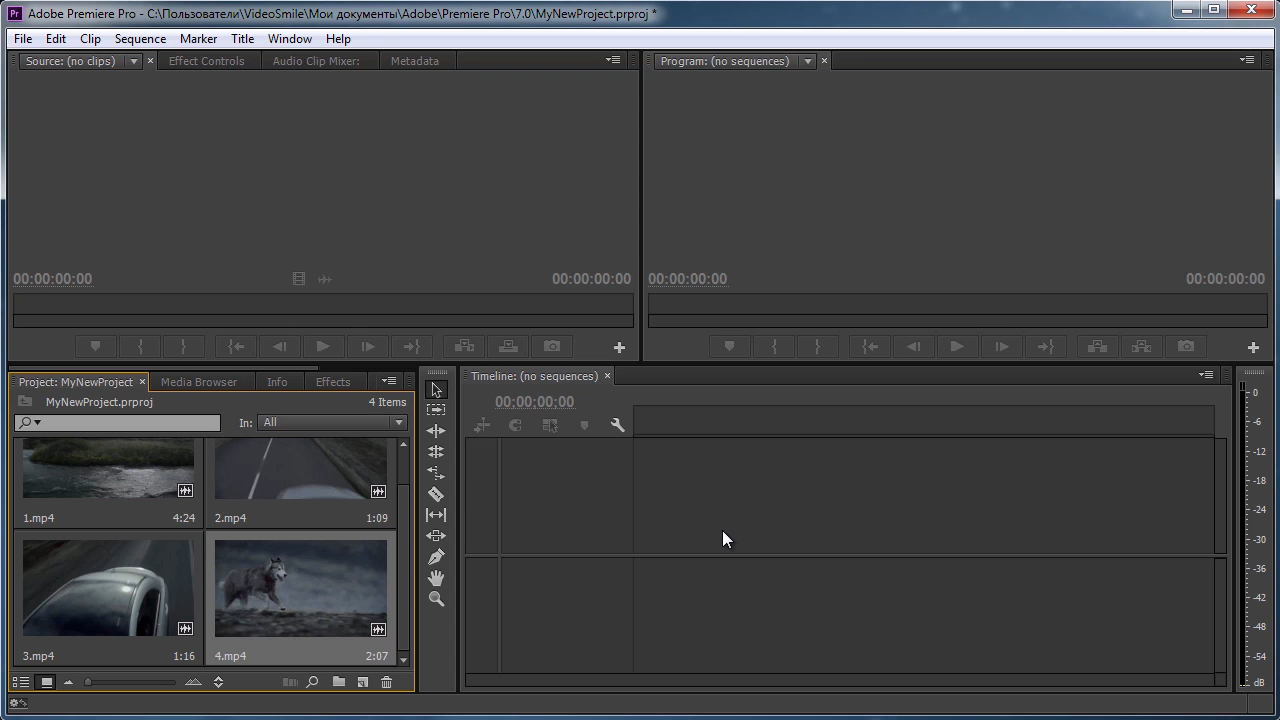 Adobe Premiere Pro - C:\Пользователи\VideoSmile\Мои документы\Adobe\Premiere Pro\7.0\MyNewProject.prproj *
File Edit Clip Sequence Marker Title Window Help
Source: (no clips) Effect Controls Audio Clip Mixer: Metadata
Program: (no sequences)
00:00:00:00 00:00:00:00
00:00:00:00 00:00:00:00
Project: MyNewProject Media Browser Info Effects
MyNewProject.prproj 4 Items
In: All
1.mp4 4:24
2.mp4 1:09
3.mp4 1:16
4.mp4 2:07
Timeline: (no sequences)
00;00;00;00
0
-6
-12
-18
-24
-30
-36
-42
-48
-54
dB